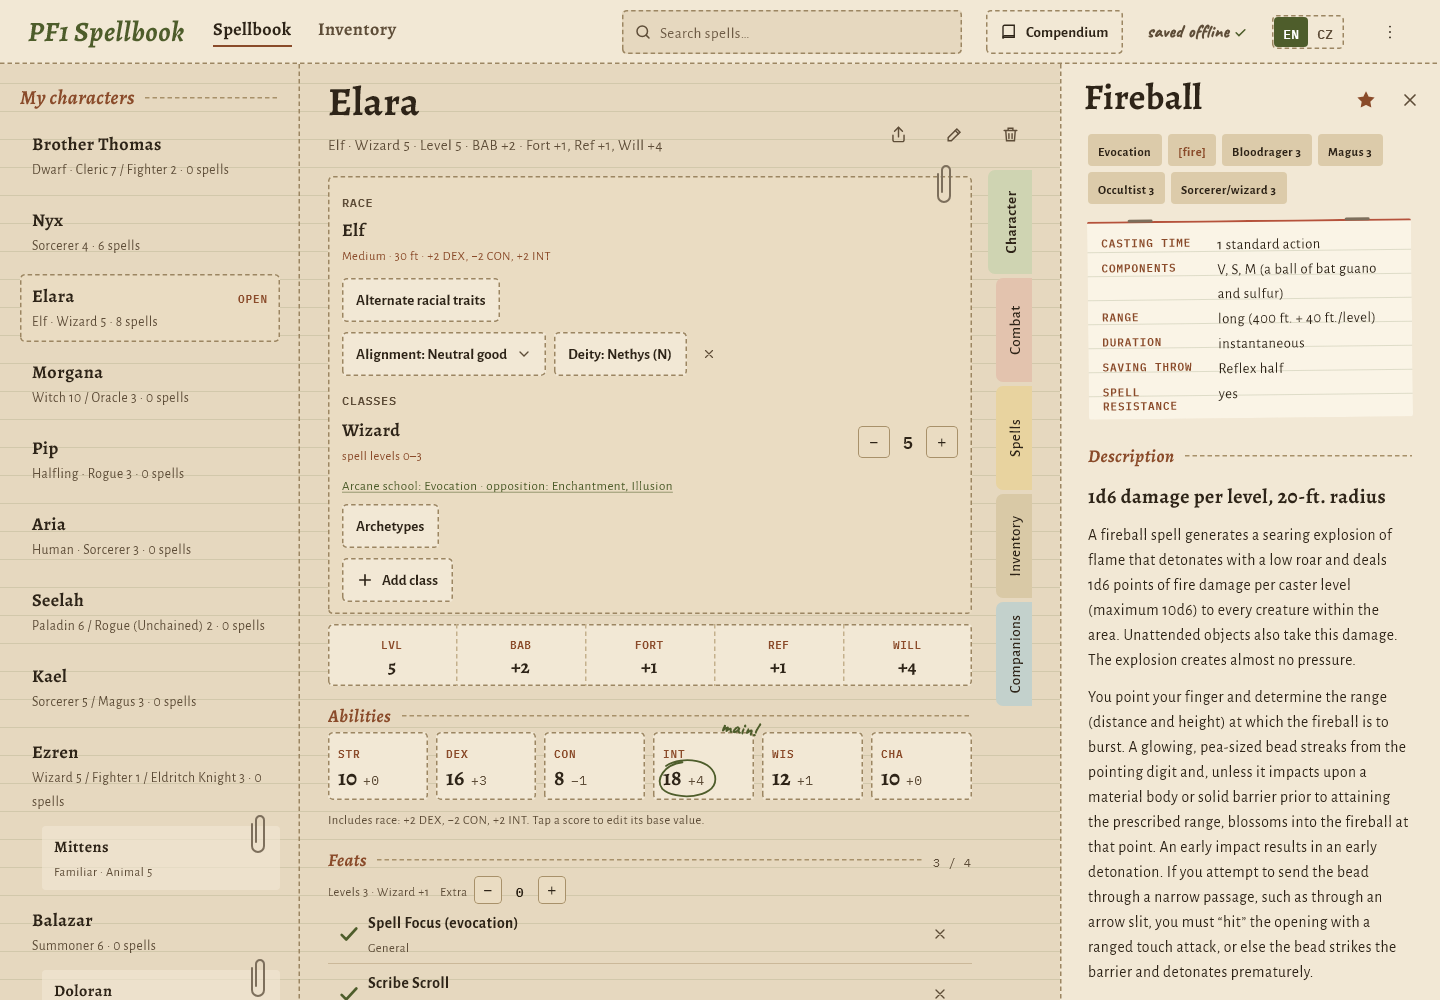 PF1 Spellbook
Spellbook
Inventory
Search spells…
Compendium
saved offline ✓
EN
CZ
My characters
Brother Thomas
Dwarf · Cleric 7 / Fighter 2 · 0 spells
Nyx
Sorcerer 4 · 6 spells
Elara
OPEN
Elf · Wizard 5 · 8 spells
Morgana
Witch 10 / Oracle 3 · 0 spells
Pip
Halfling · Rogue 3 · 0 spells
Aria
Human · Sorcerer 3 · 0 spells
Seelah
Paladin 6 / Rogue (Unchained) 2 · 0 spells
Kael
Sorcerer 5 / Magus 3 · 0 spells
Ezren
Wizard 5 / Fighter 1 / Eldritch Knight 3 · 0
spells
Mittens
Familiar · Animal 5
Balazar
Summoner 6 · 0 spells
Doloran
Elara
Elf · Wizard 5 · Level 5 · BAB +2 · Fort +1, Ref +1, Will +4
RACE
Elf
Medium · 30 ft · +2 DEX, −2 CON, +2 INT
Alternate racial traits
Alignment: Neutral good
Deity: Nethys (N)
CLASSES
Wizard
spell levels 0–3
− 5 +
Arcane school: Evocation · opposition: Enchantment, Illusion
Archetypes
Add class
Character
Combat
Spells
Inventory
Companions
LVL
5
BAB
+2
FORT
+1
REF
+1
WILL
+4
Abilities
main!
STR
10 +0
DEX
16 +3
CON
8 −1
INT
18 +4
WIS
12 +1
CHA
10 +0
Includes race: +2 DEX, −2 CON, +2 INT. Tap a score to edit its base value.
Feats
3 / 4
Levels 3 · Wizard +1 Extra − 0 +
Spell Focus (evocation)
General
Scribe Scroll
Fireball
Evocation
[fire]
Bloodrager 3
Magus 3
Occultist 3
Sorcerer/wizard 3
CASTING TIME 1 standard action
COMPONENTS V, S, M (a ball of bat guano
and sulfur)
RANGE long (400 ft. + 40 ft./level)
DURATION instantaneous
SAVING THROW Reflex half
SPELL yes
RESISTANCE
Description
1d6 damage per level, 20-ft. radius
A fireball spell generates a searing explosion of
flame that detonates with a low roar and deals
1d6 points of fire damage per caster level
(maximum 10d6) to every creature within the
area. Unattended objects also take this damage.
The explosion creates almost no pressure.
You point your finger and determine the range
(distance and height) at which the fireball is to
burst. A glowing, pea-sized bead streaks from the
pointing digit and, unless it impacts upon a
material body or solid barrier prior to attaining
the prescribed range, blossoms into the fireball at
that point. An early impact results in an early
detonation. If you attempt to send the bead
through a narrow passage, such as through an
arrow slit, you must “hit” the opening with a
ranged touch attack, or else the bead strikes the
barrier and detonates prematurely.